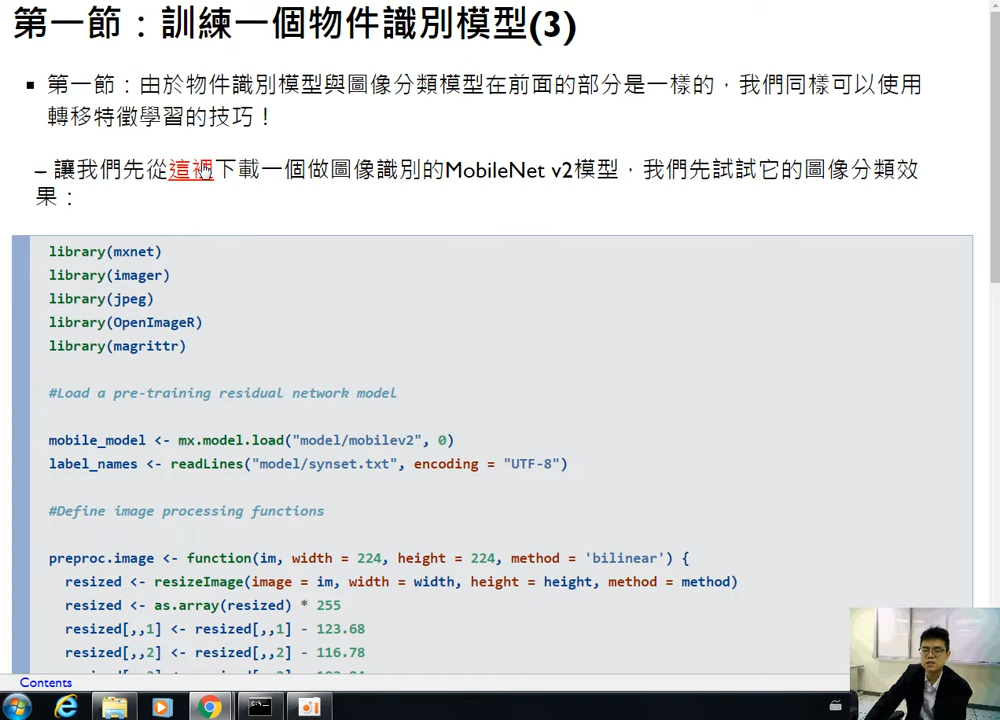 第一節：訓練一個物件識別模型(3)
▪ 第一節：由於物件識別模型與圖像分類模型在前面的部分是一樣的，我們同樣可以使用
轉移特徵學習的技巧！
– 讓我們先從這裡下載一個做圖像識別的MobileNet v2模型，我們先試試它的圖像分類效
果：
library(mxnet)
library(imager)
library(jpeg)
library(OpenImageR)
library(magrittr)
#Load a pre-training residual network model
mobile_model <- mx.model.load("model/mobilev2", 0)
label_names <- readLines("model/synset.txt", encoding = "UTF-8")
#Define image processing functions
preproc.image <- function(im, width = 224, height = 224, method = 'bilinear') {
resized <- resizeImage(image = im, width = width, height = height, method = method)
resized <- as.array(resized) * 255
resized[,,1] <- resized[,,1] - 123.68
resized[,,2] <- resized[,,2] - 116.78
Contents